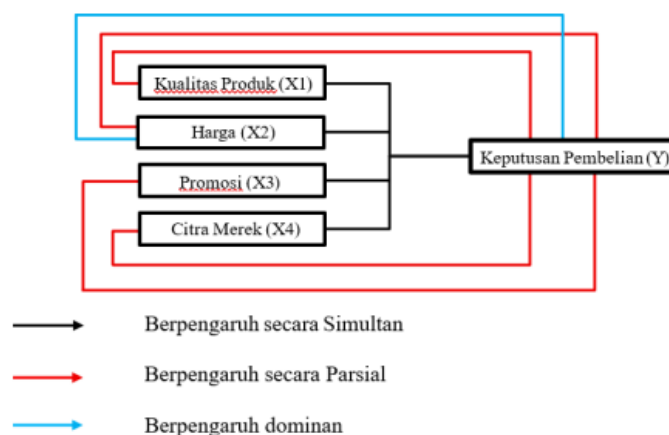 Kualitas Produk (X1)
Harga (X2)
Promosi (X3)
Citra Merek (X4)
Keputusan Pembelian (Y)
Berpengaruh secara Simultan
Berpengaruh secara Parsial
Berpengaruh dominan